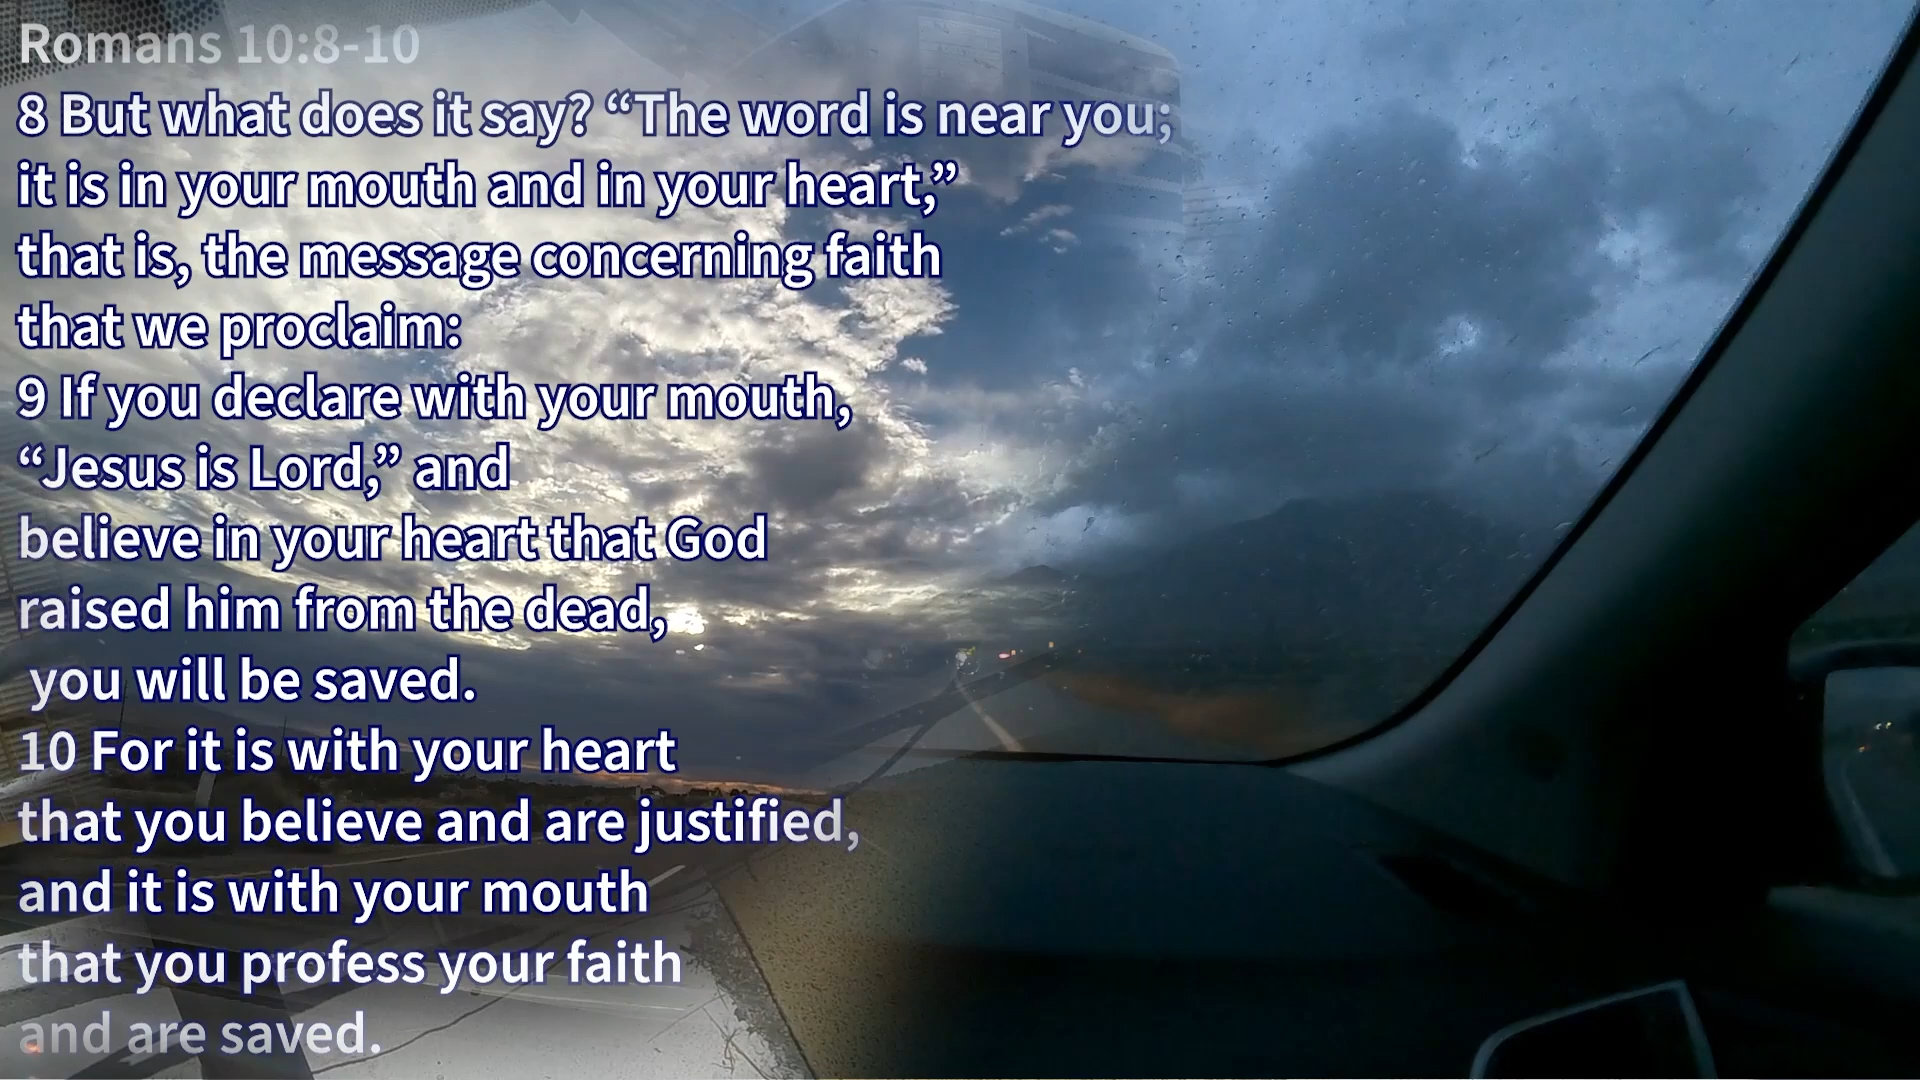 Romans 10:8-10
8 But what does it say? “The word is near you;
it is in your mouth and in your heart,”
that is, the message concerning faith
that we proclaim:
9 If you declare with your mouth,
“Jesus is Lord,” and
believe in your heart that God
raised him from the dead,
you will be saved.
10 For it is with your heart
that you believe and are justified,
and it is with your mouth
that you profess your faith
and are saved.